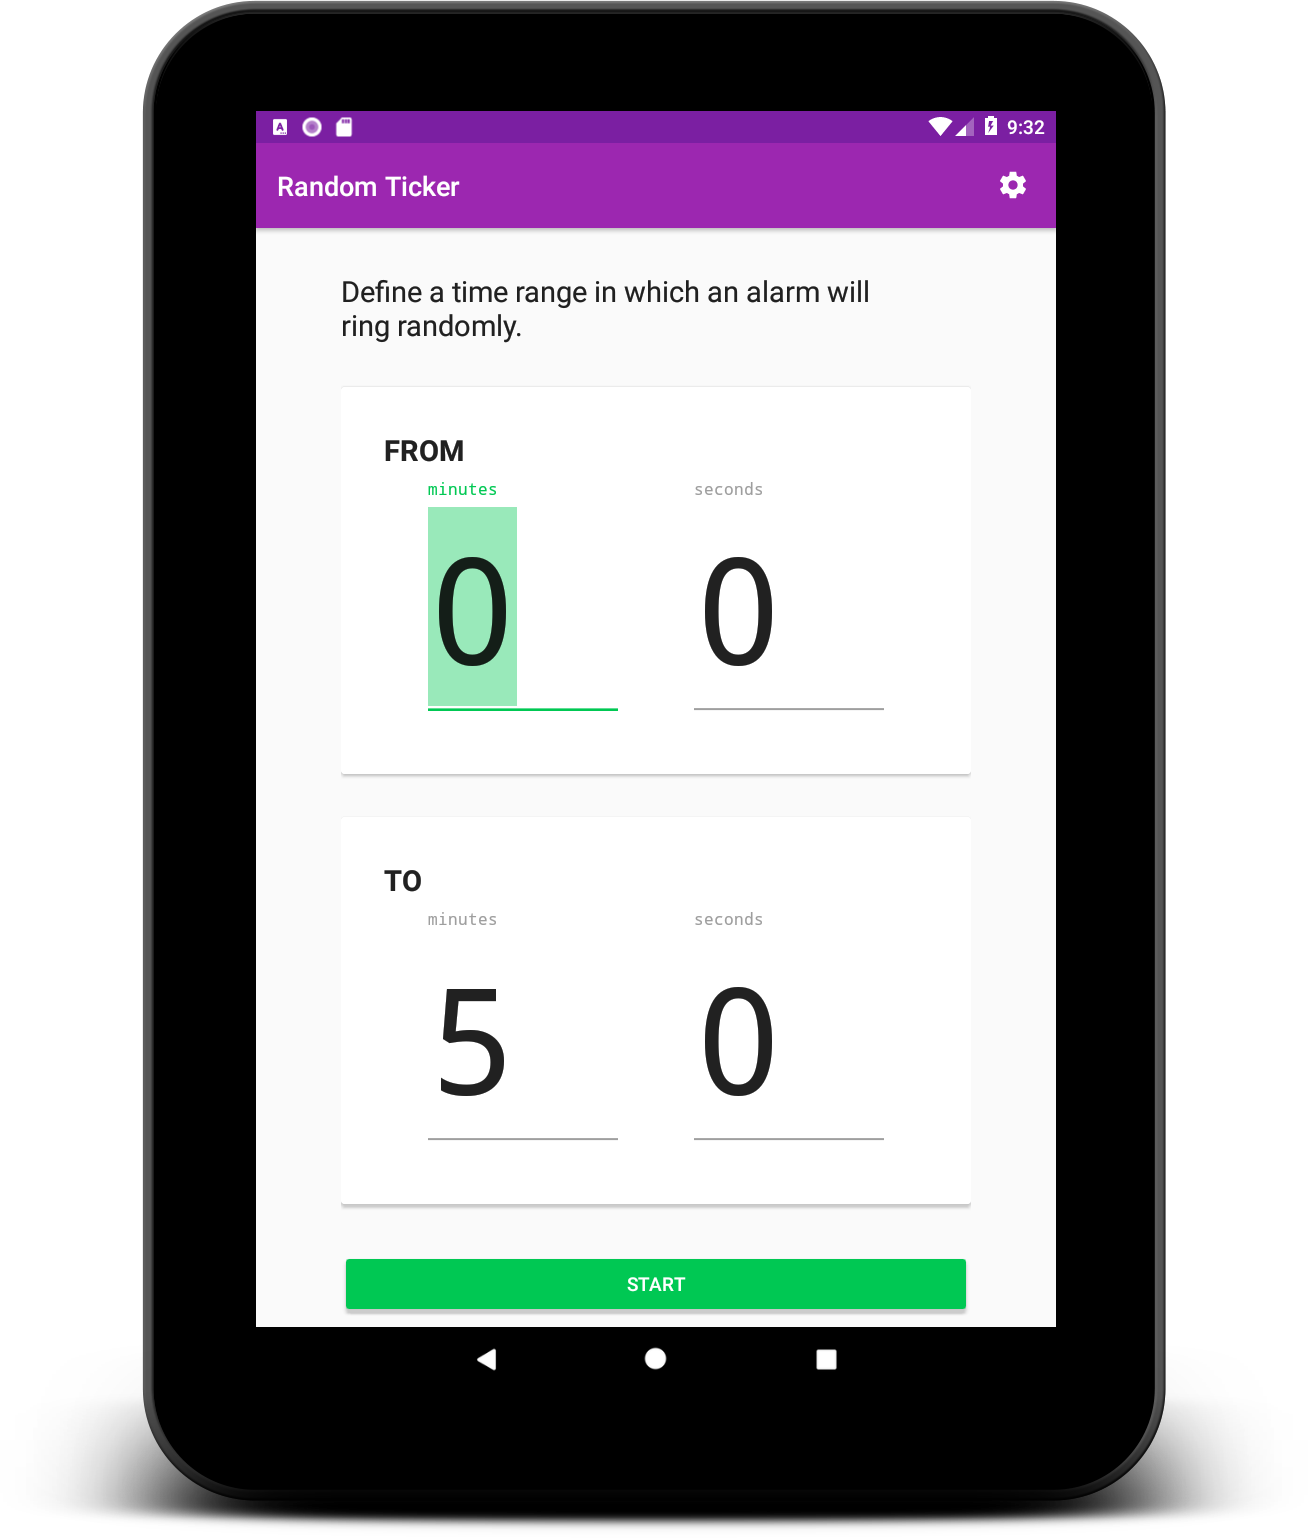 9:32
Random Ticker
Define a time range in which an alarm will
ring randomly.
FROM
minutes seconds
0 0
TO
minutes seconds
5 0
START